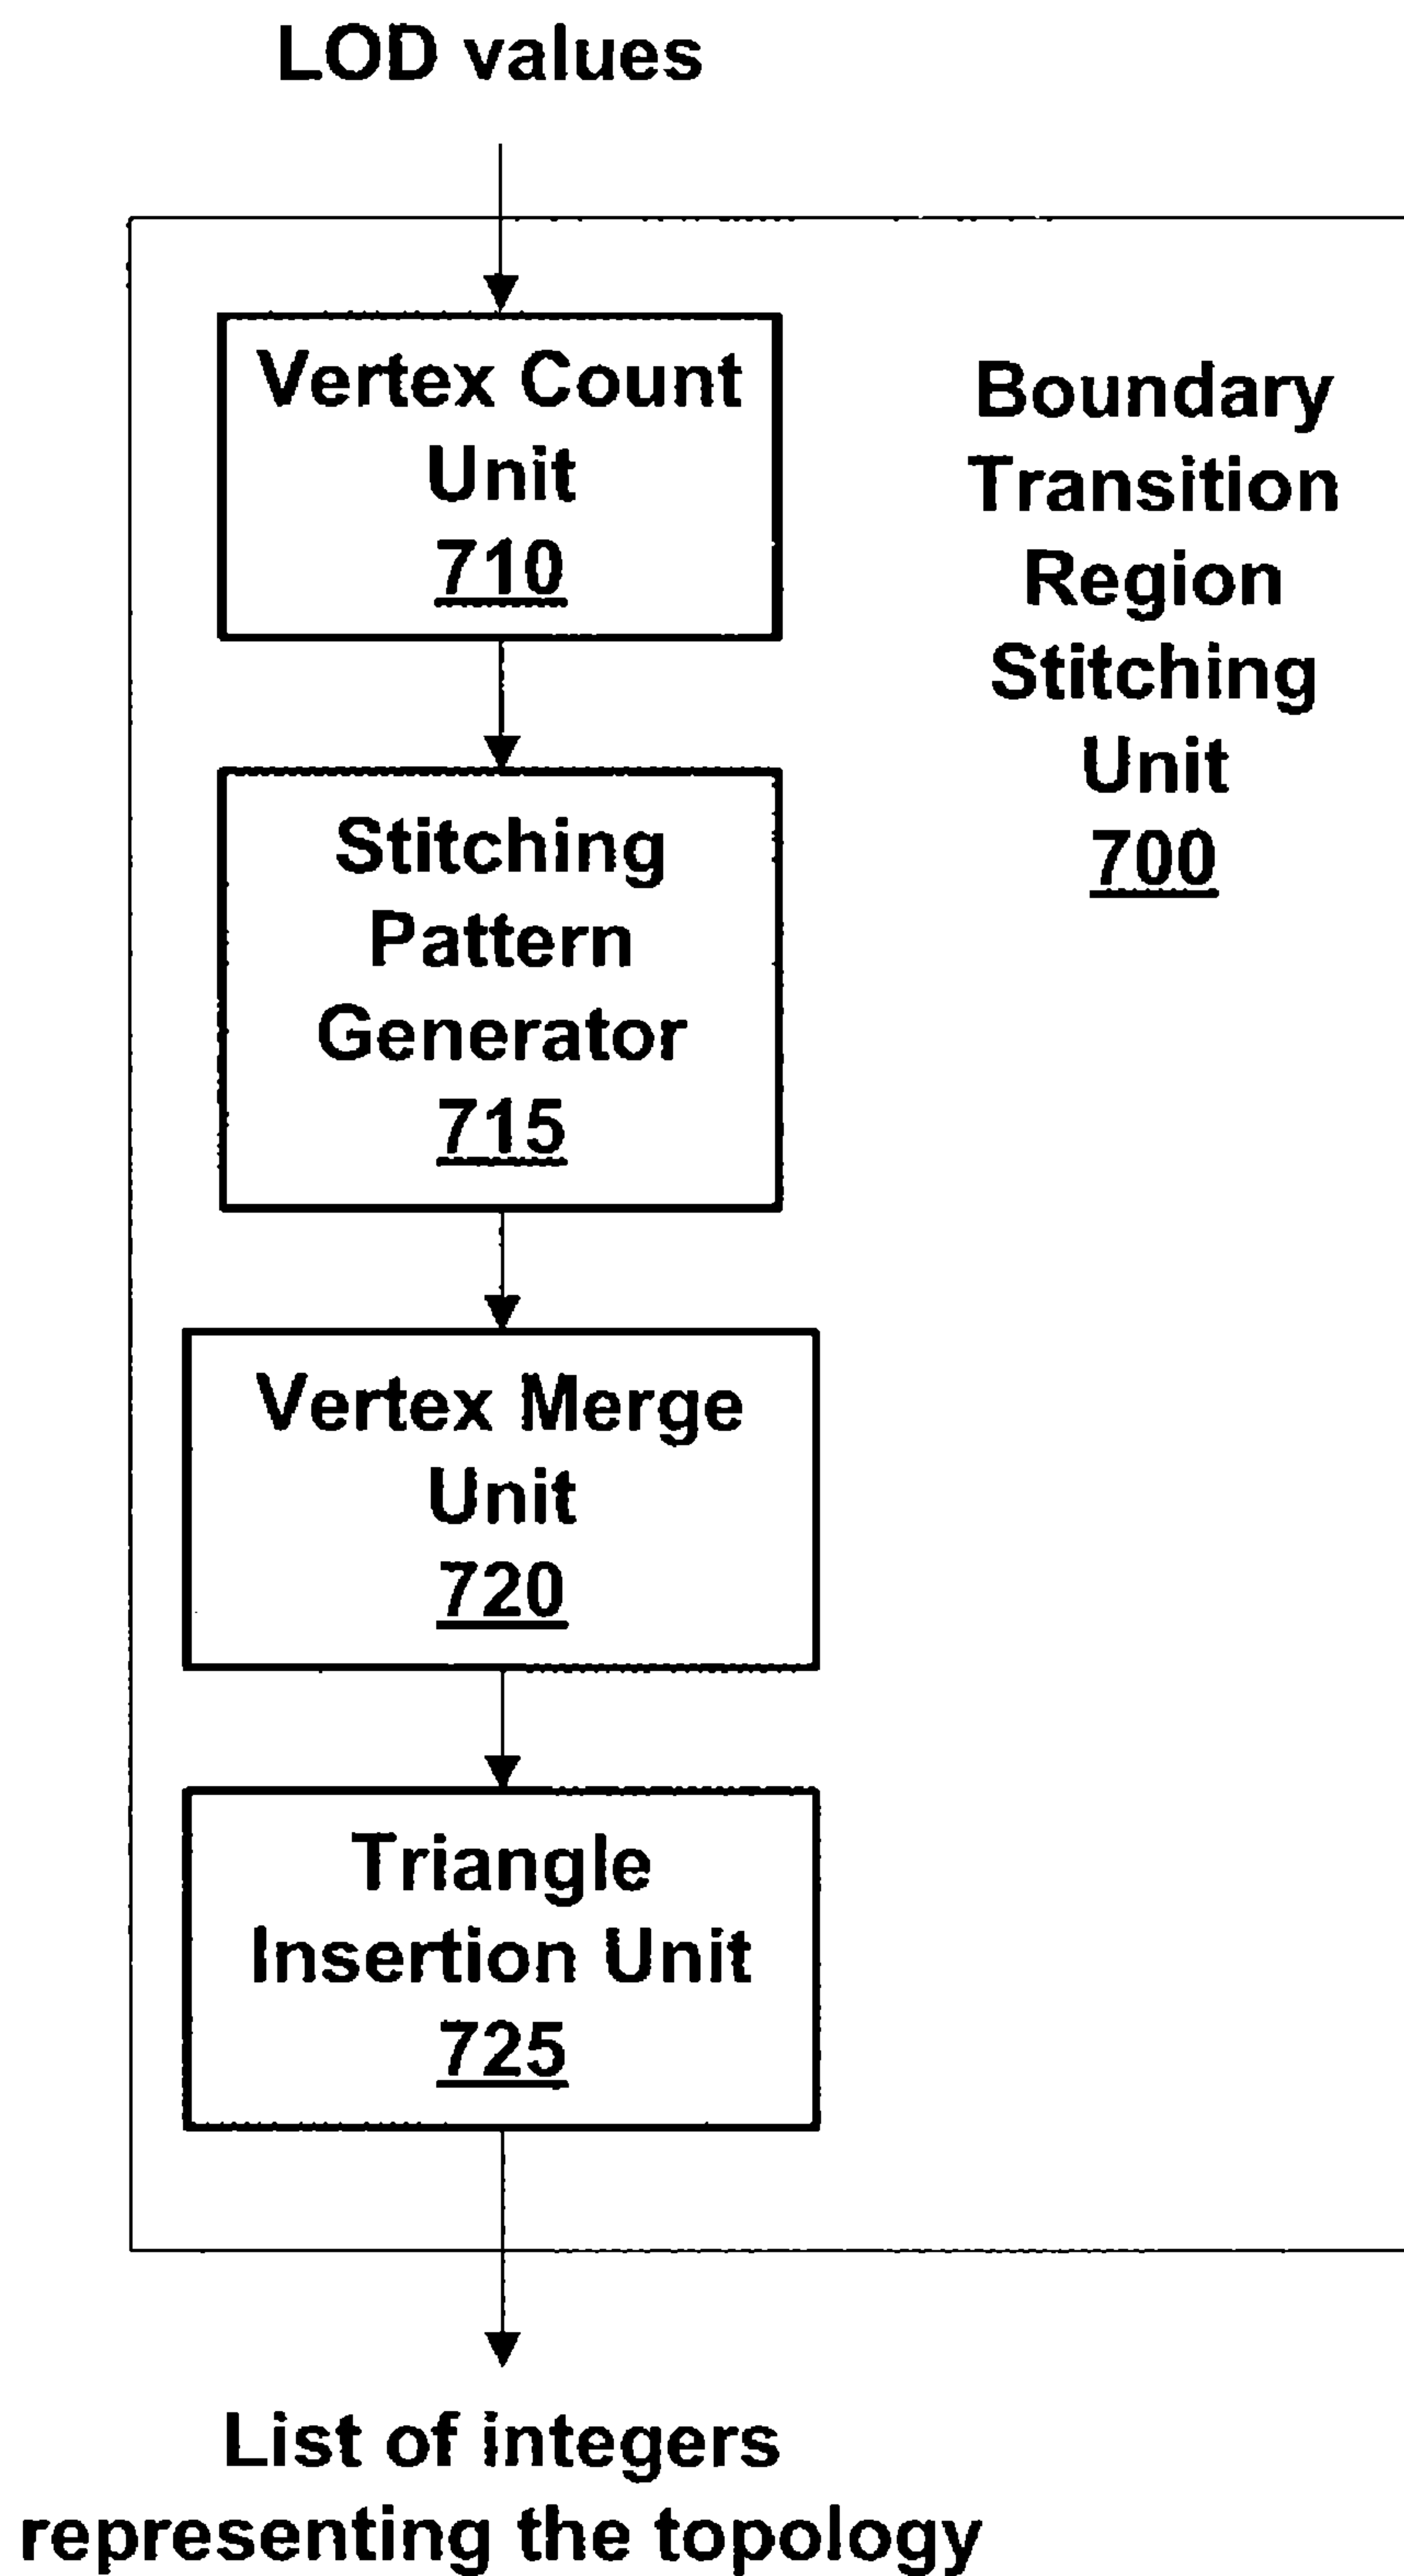 LOD values
Vertex Count
Unit
710
Boundary
Transition
Region
Stitching
Unit
700
Stitching
Pattern
Generator
715
Vertex Merge
Unit
720
Triangle
Insertion Unit
725
List of integers
representing the topology